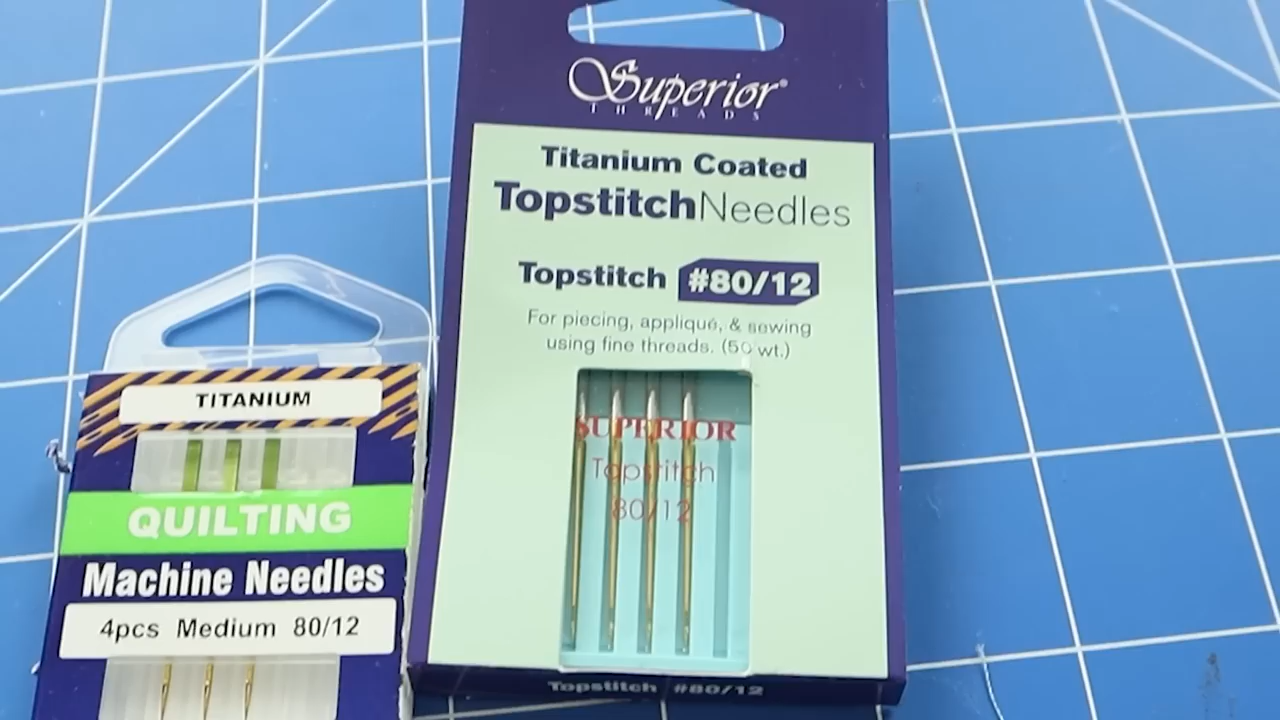 Superior®
THREADS
Titanium Coated
TopstitchNeedles
Topstitch #80/12
For piecing, appliqué, & sewing
using fine threads. (50 wt.)
SUPERIOR
Topstitch
80/12
Topstitch #80/12
TITANIUM
QUILTING
Machine Needles
4pcs Medium 80/12